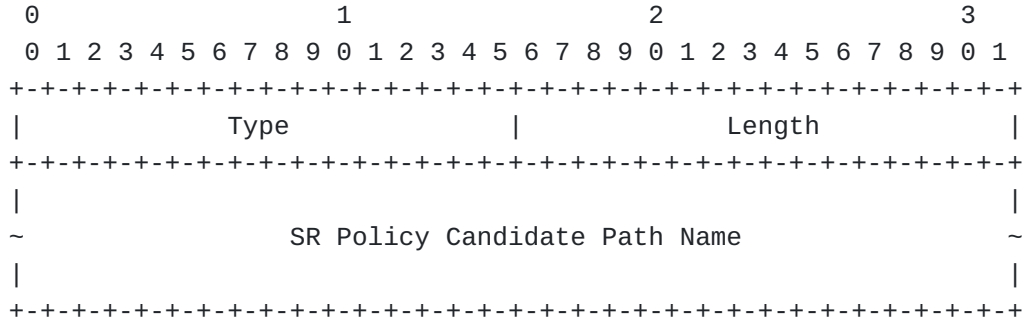 0                   1                   2                   3
 0 1 2 3 4 5 6 7 8 9 0 1 2 3 4 5 6 7 8 9 0 1 2 3 4 5 6 7 8 9 0 1
+-+-+-+-+-+-+-+-+-+-+-+-+-+-+-+-+-+-+-+-+-+-+-+-+-+-+-+-+-+-+-+-+
|             Type              |             Length            |
+-+-+-+-+-+-+-+-+-+-+-+-+-+-+-+-+-+-+-+-+-+-+-+-+-+-+-+-+-+-+-+-+
|                                                               |
~                 SR Policy Candidate Path Name                 ~
|                                                               |
+-+-+-+-+-+-+-+-+-+-+-+-+-+-+-+-+-+-+-+-+-+-+-+-+-+-+-+-+-+-+-+-+